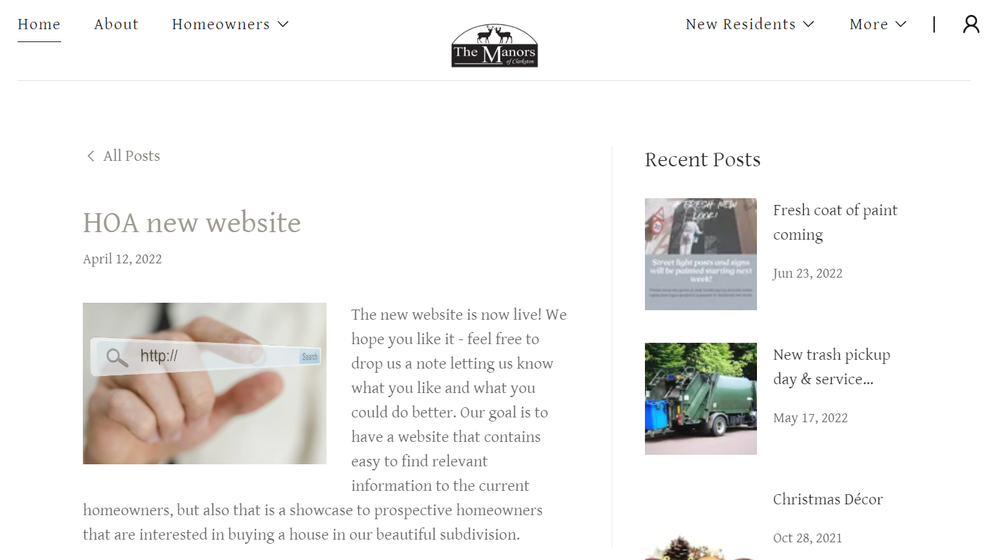 Home
About
Homeowners
The Manors
of Clarkston
New Residents
More
All Posts
HOA new website
April 12, 2022
http://
Search
The new website is now live! We
hope you like it - feel free to
drop us a note letting us know
what you like and what you
could do better. Our goal is to
have a website that contains
easy to find relevant
information to the current
homeowners, but also that is a showcase to prospective homeowners
that are interested in buying a house in our beautiful subdivision.
Recent Posts
A FRESH NEW
LOOK!
Street light posts and signs
will be painted starting next
week!
Fresh coat of paint
coming
Jun 23, 2022
New trash pickup
day & service...
May 17, 2022
Christmas Décor
Oct 28, 2021